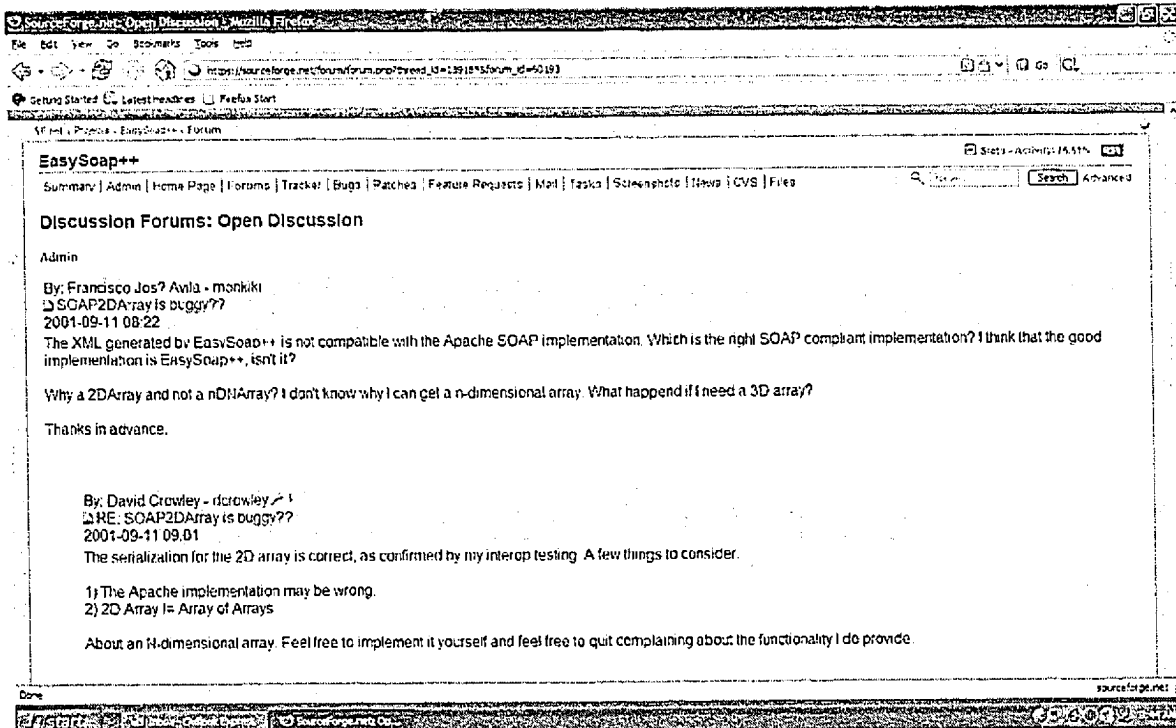 SourceForge.net: Open Discussion - Mozilla Firefox
File Edit View Go Bookmarks Tools Help
Go
Getting Started Latest Headlines Firefox Start
Projects EasySoap++ Forum
EasySoap++
Summary | Admin | Home Page | Forums | Tracker | Bugs | Patches | Feature Requests | Mail | Tasks | Screenshots | News | CVS | Files
Search Advanced
Discussion Forums: Open Discussion
Admin
By: Francisco Jos? Avila - monkiki
SOAP2DArray is buggy??
2001-09-11 08:22
The XML generated by EasySoap++ is not compatible with the Apache SOAP implementation. Which is the right SOAP compliant implementation? I think that the good
implementation is EasySoap++, isn't it?
Why a 2DArray and not a nDNArray? I don't know why I can get a n-dimensional array. What happend if I need a 3D array?
Thanks in advance.
By: David Crowley - dcrowley
RE: SOAP2DArray is buggy??
2001-09-11 09:01
The serialization for the 2D array is correct, as confirmed by my interop testing. A few things to consider.
1) The Apache implementation may be wrong.
2) 2D Array != Array of Arrays
About an N-dimensional array. Feel free to implement it yourself and feel free to quit complaining about the functionality I do provide.
Done
sourceforge.net
start